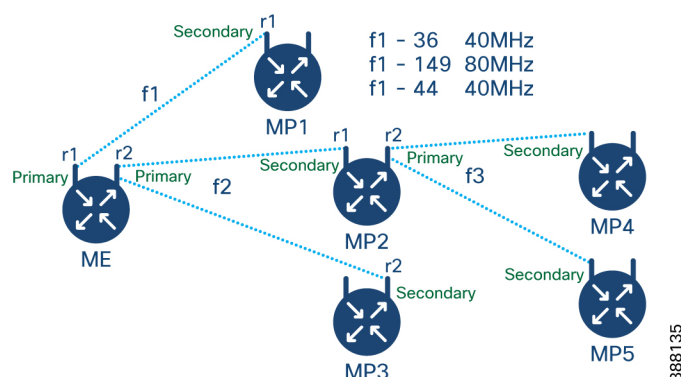 r1
Secondary
f1 - 36 40MHz
f1 - 149 80MHz
f1 - 44 40MHz
f1
MP1
r1 r2 r1 r2
Secondary
Primary Primary Secondary Primary
f2 f3
ME MP2 MP4
r2
Secondary
Secondary
MP3 MP5
388135